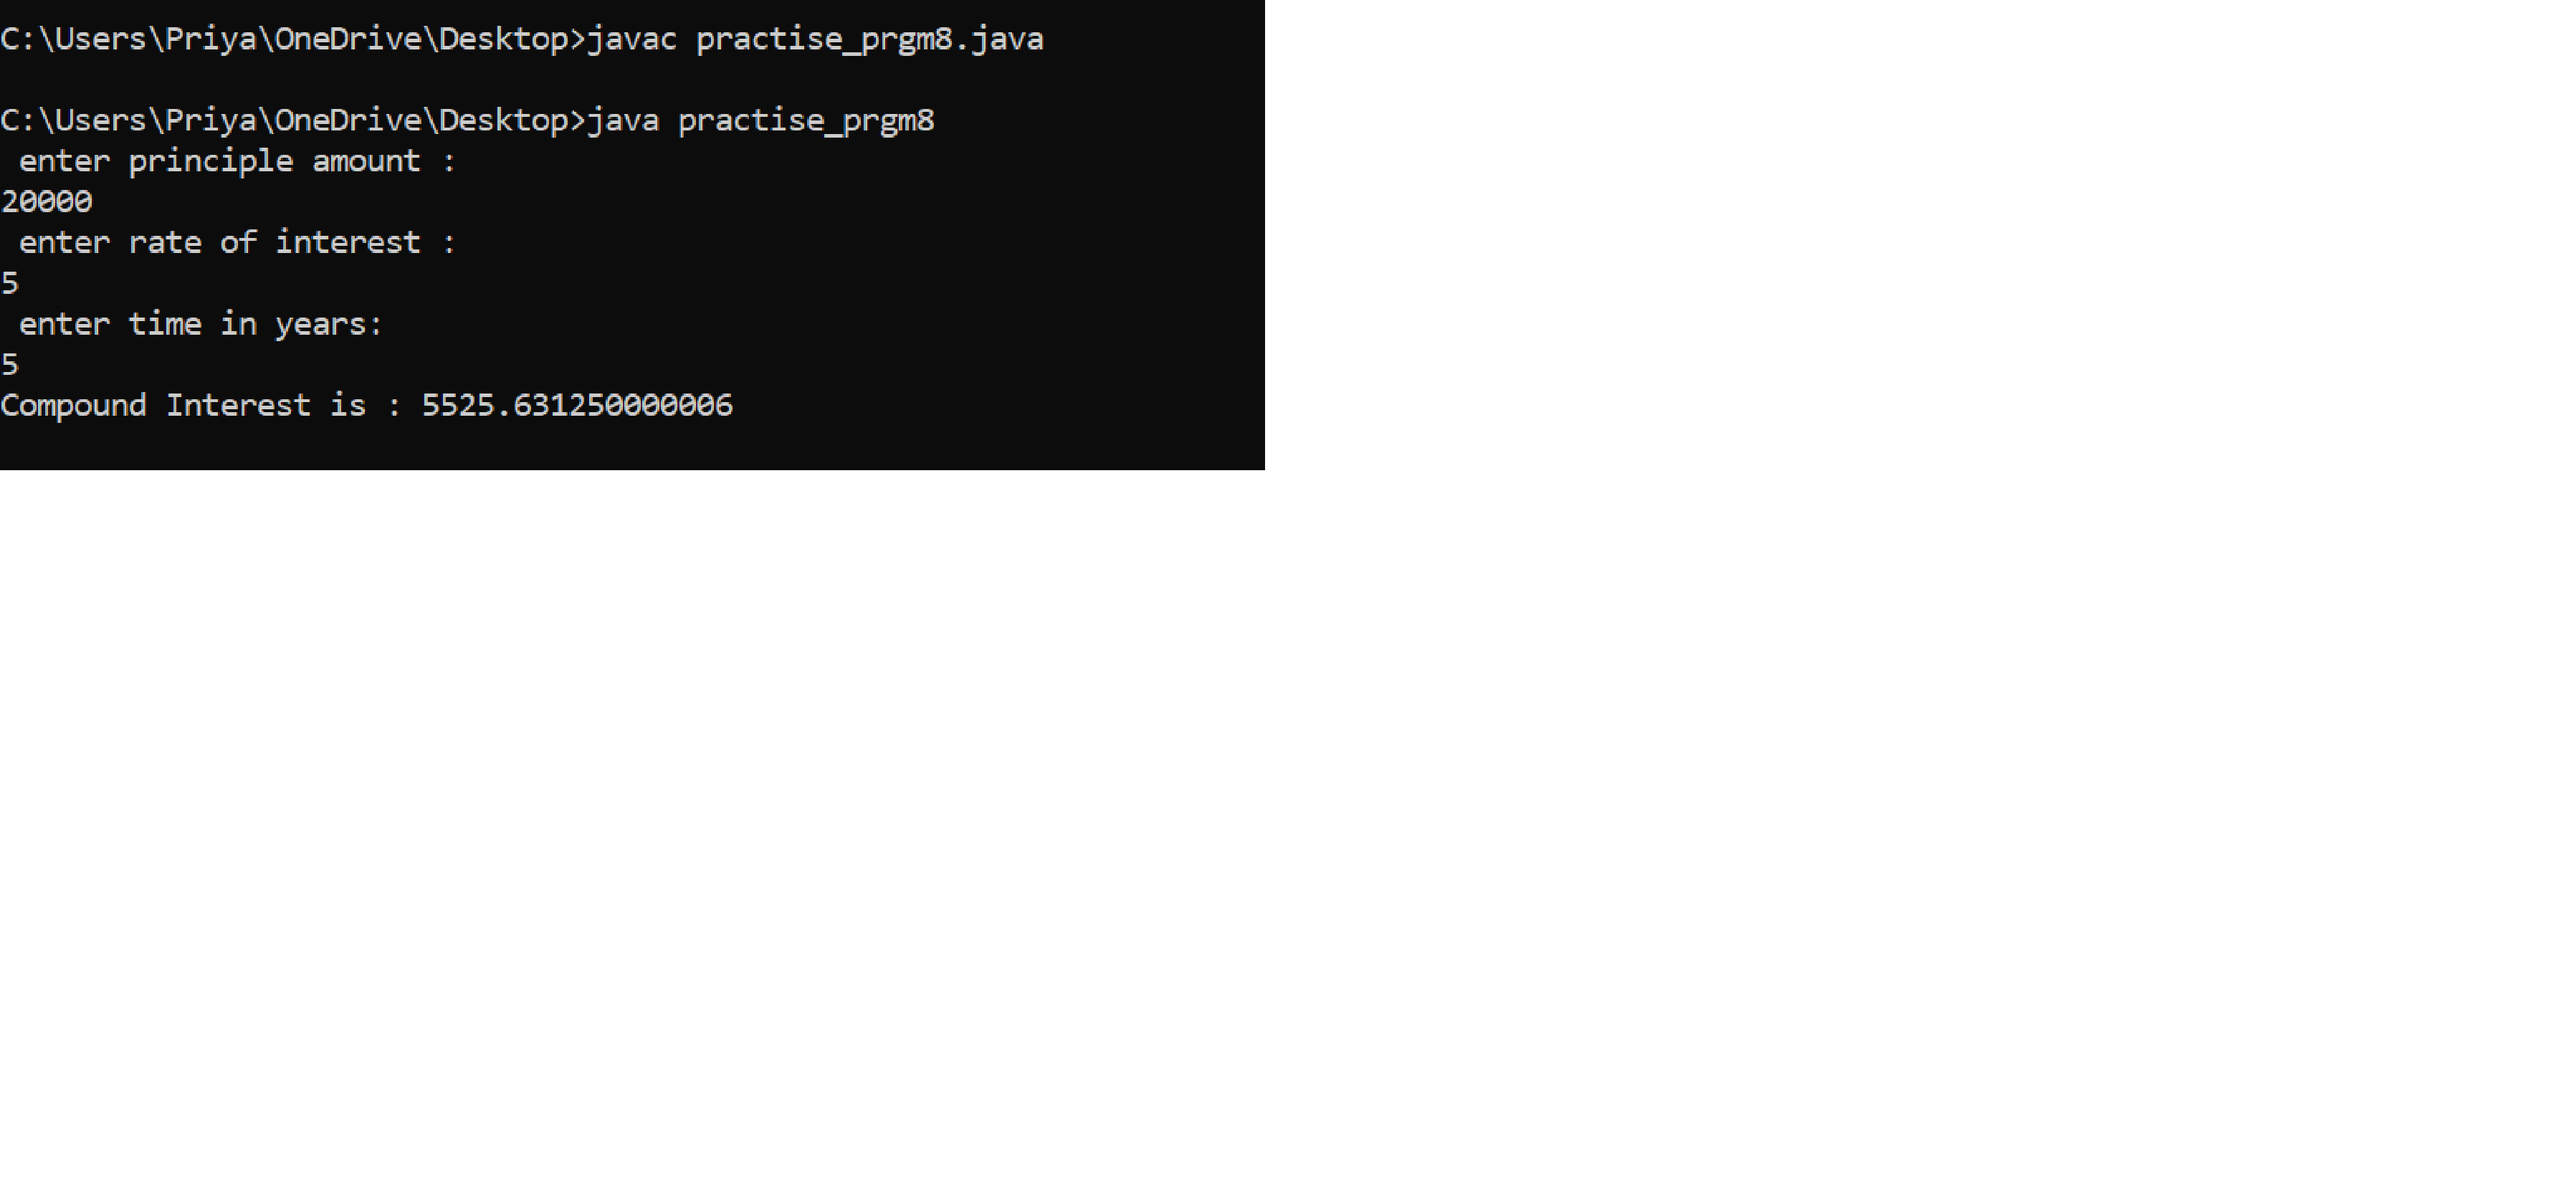 C:\Users\Priya\OneDrive\Desktop>javac practise_prgm8.java
C:\Users\Priya\OneDrive\Desktop>java practise_prgm8
 enter principle amount :
20000
 enter rate of interest :
5
 enter time in years:
5
Compound Interest is : 5525.631250000006